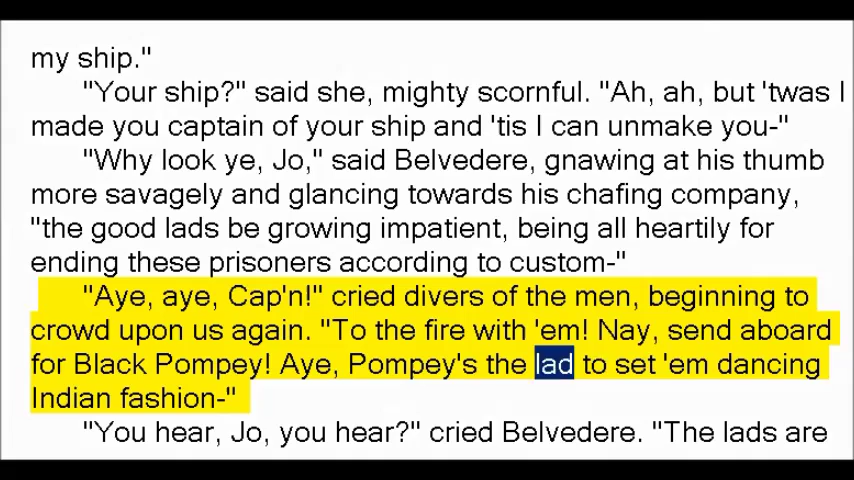 my ship."
"Your ship?" said she, mighty scornful. "Ah, ah, but 'twas I
made you captain of your ship and 'tis I can unmake you-"
"Why look ye, Jo," said Belvedere, gnawing at his thumb
more savagely and glancing towards his chafing company,
"the good lads be growing impatient, being all heartily for
ending these prisoners according to custom-"
"Aye, aye, Cap'n!" cried divers of the men, beginning to
crowd upon us again. "To the fire with 'em! Nay, send aboard
for Black Pompey! Aye, Pompey's the lad to set 'em dancing
Indian fashion-"
"You hear, Jo, you hear?" cried Belvedere. "The lads are